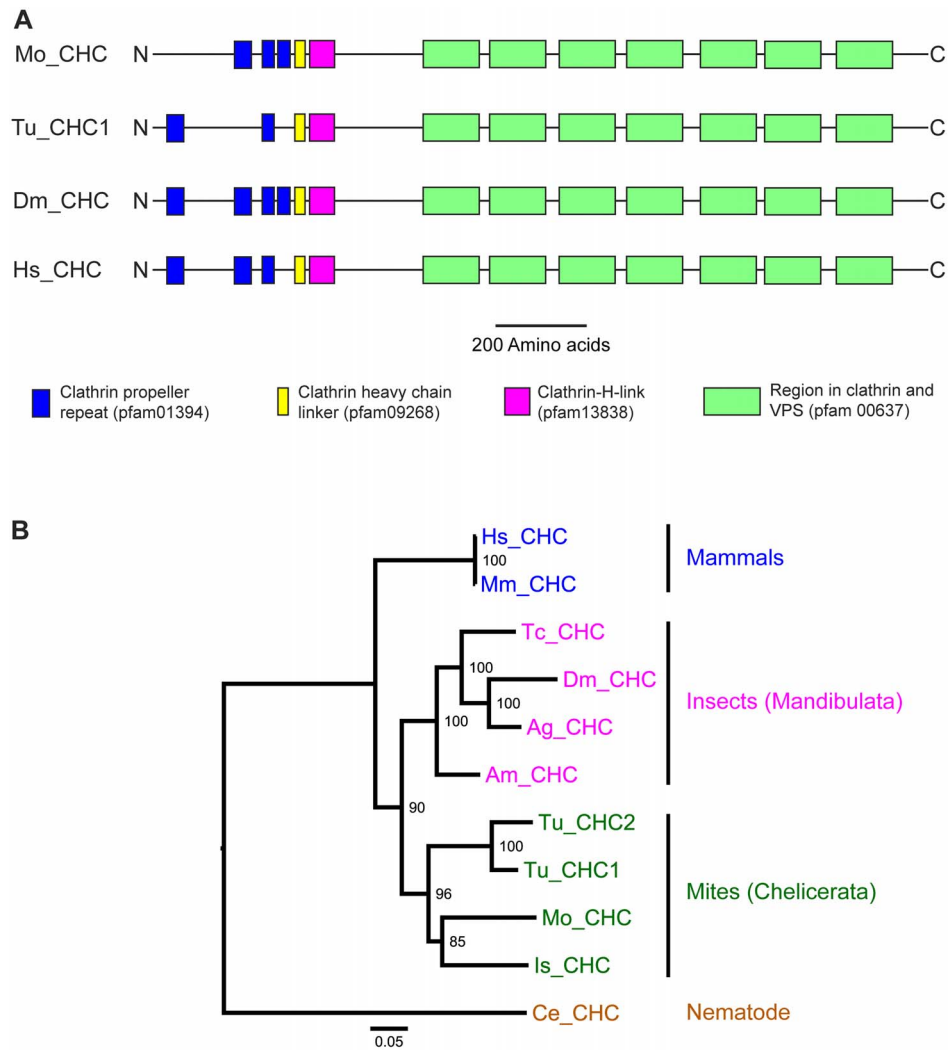 A
Mo_CHC N C
Tu_CHC1 N C
Dm_CHC N C
Hs_CHC N C
200 Amino acids
Clathrin propeller
repeat (pfam01394)
Clathrin heavy chain
linker (pfam09268)
Clathrin-H-link
(pfam13838)
Region in clathrin and
VPS (pfam 00637)
B
Hs_CHC
100
Mm_CHC
Mammals
Tc_CHC
100
Dm_CHC
100
Ag_CHC
100
Am_CHC
Insects (Mandibulata)
90
Tu_CHC2
100
Tu_CHC1
96
Mo_CHC
85
Is_CHC
Mites (Chelicerata)
Ce_CHC
Nematode
0.05